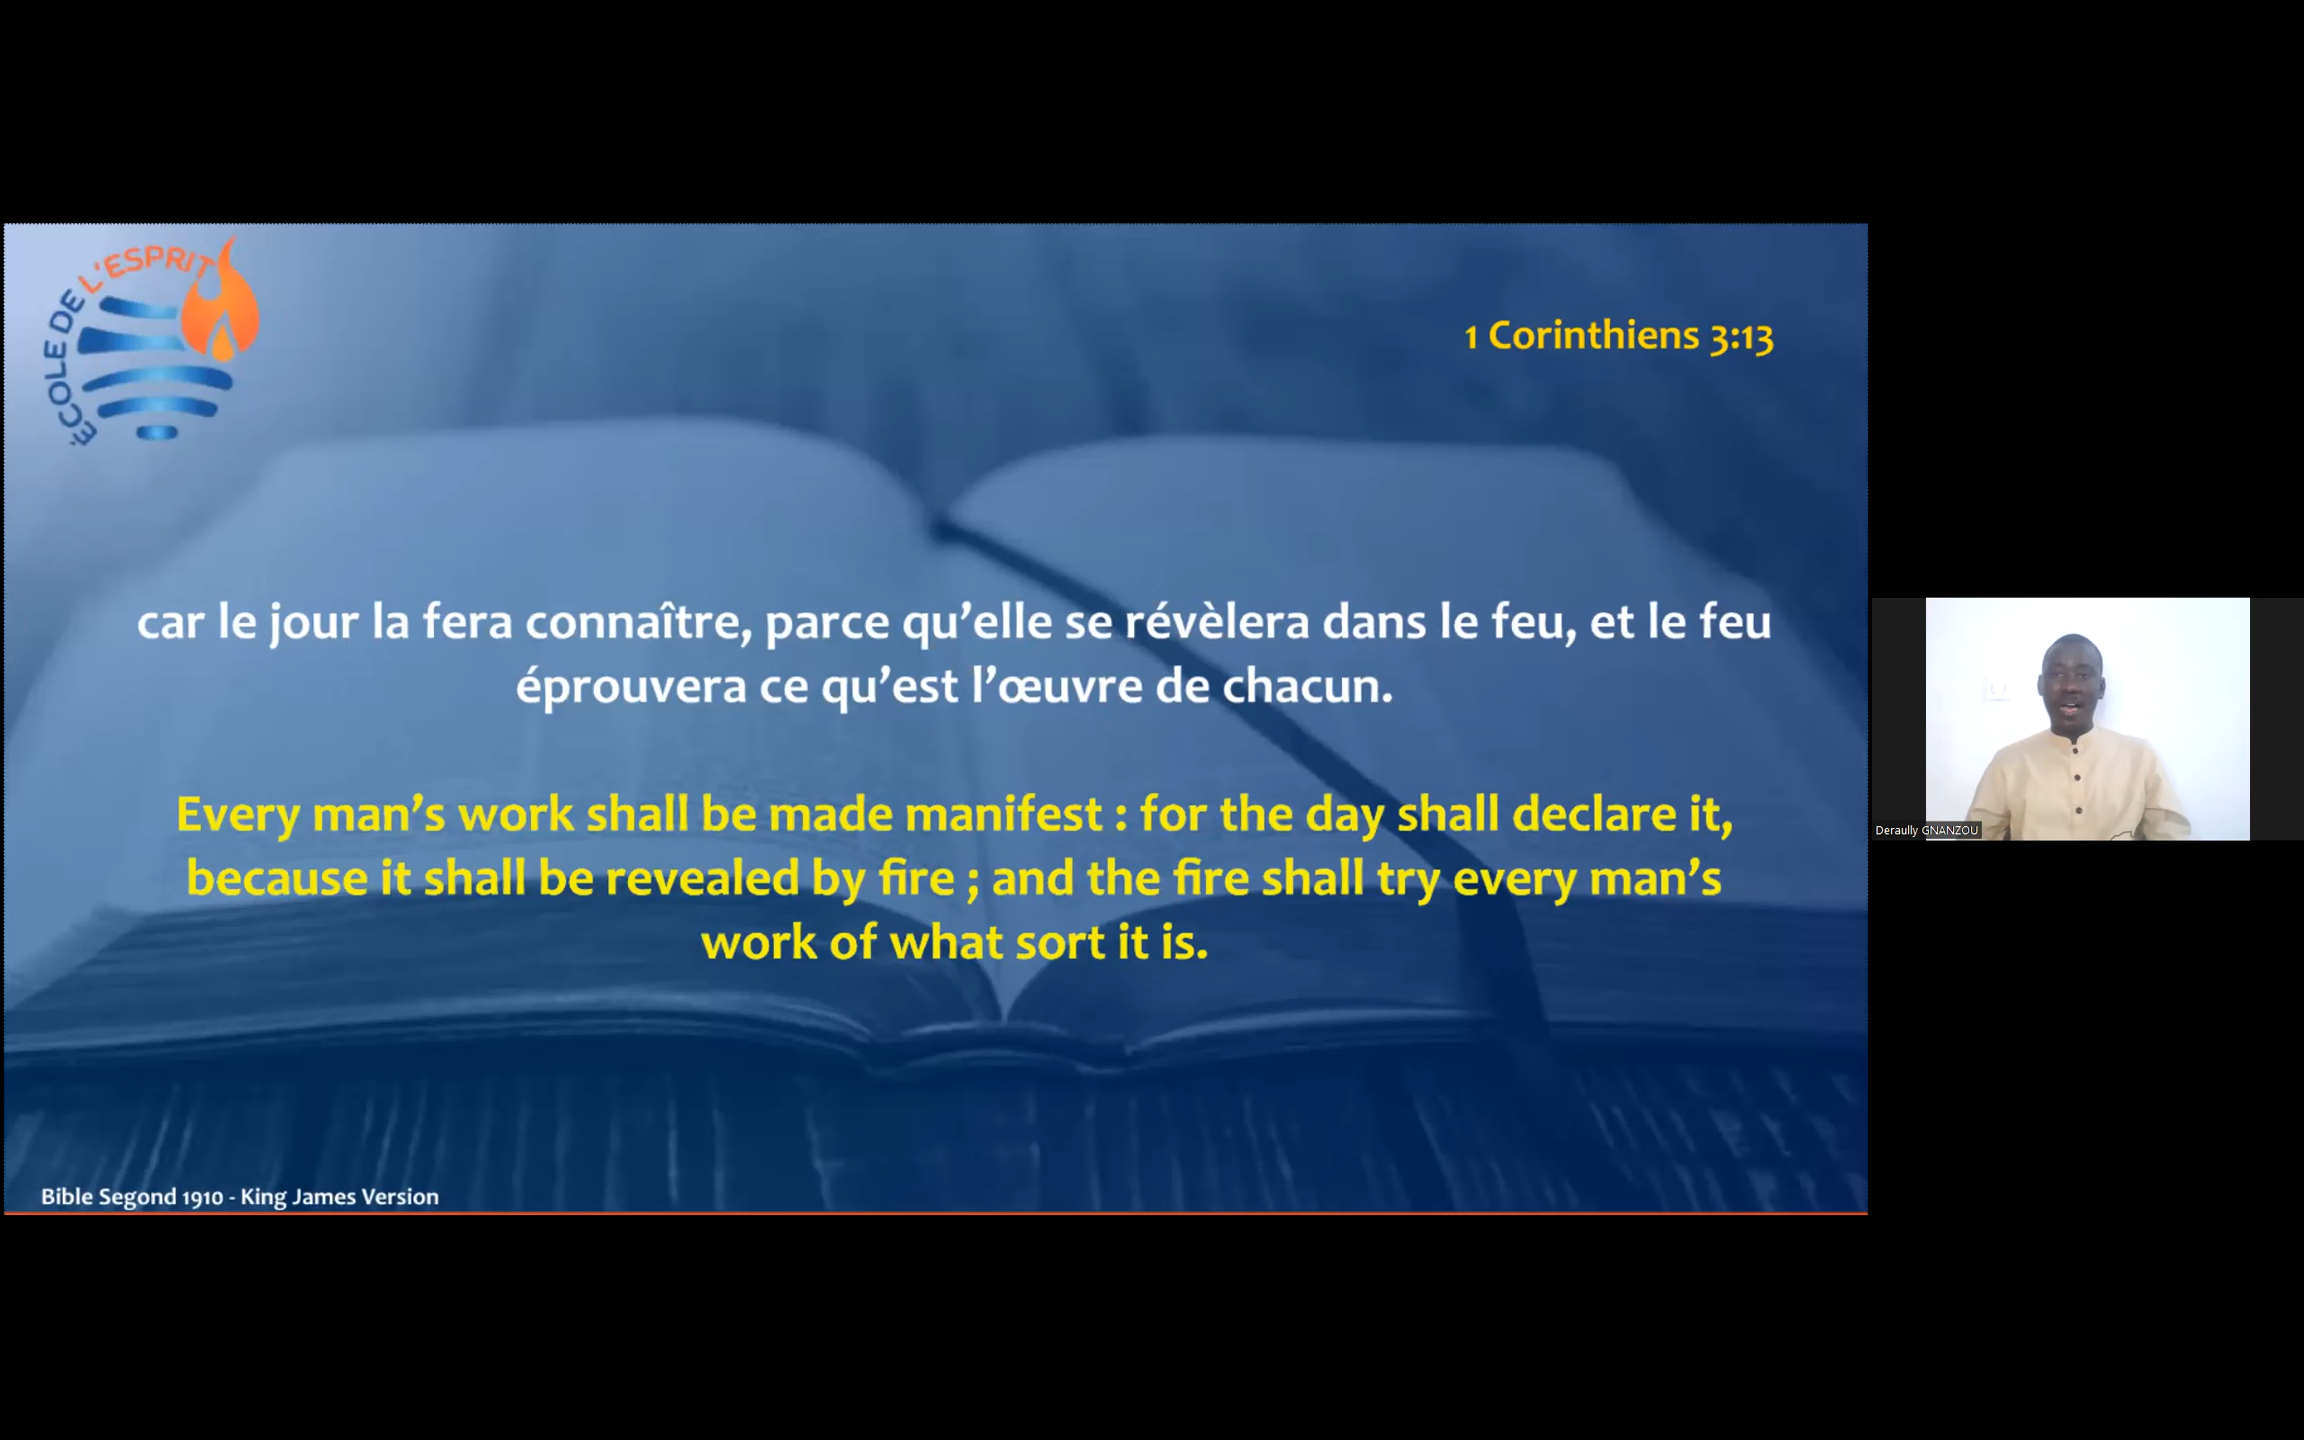 ÉCOLE DE L'ESPRIT
1 Corinthiens 3:13
car le jour la fera connaître, parce qu’elle se révèlera dans le feu, et le feu
éprouvera ce qu’est l’œuvre de chacun.
Every man’s work shall be made manifest : for the day shall declare it,
because it shall be revealed by fire ; and the fire shall try every man’s
work of what sort it is.
Deraully GNANZOU
Bible Segond 1910 - King James Version